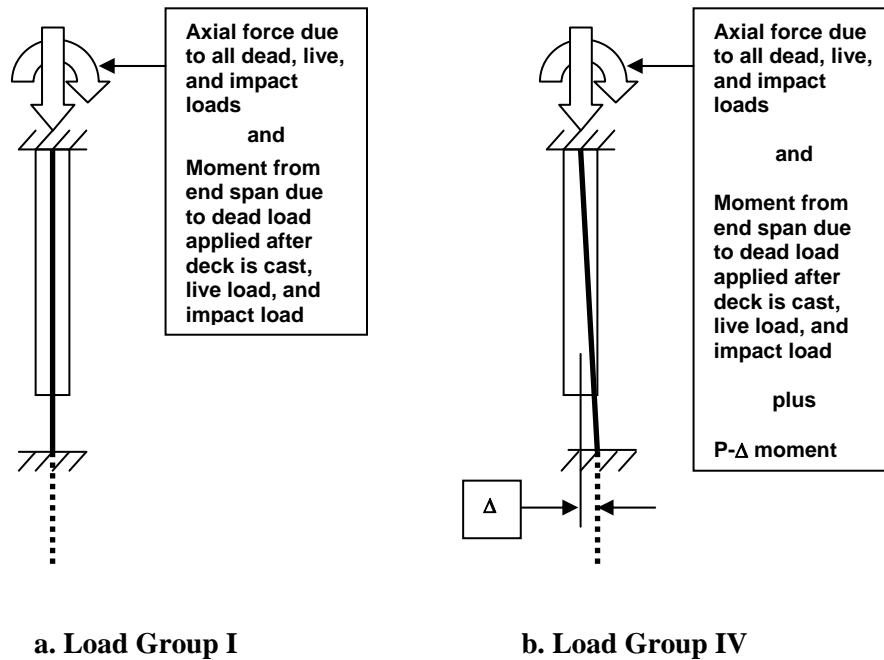 Axial force due
to all dead, live,
and impact
loads
and
Moment from
end span due
to dead load
applied after
deck is cast,
live load, and
impact load
Axial force due
to all dead, live,
and impact
loads
and
Moment from
end span due
to dead load
applied after
deck is cast,
live load, and
impact load
plus
P-Δ moment
Δ
a. Load Group I
b. Load Group IV